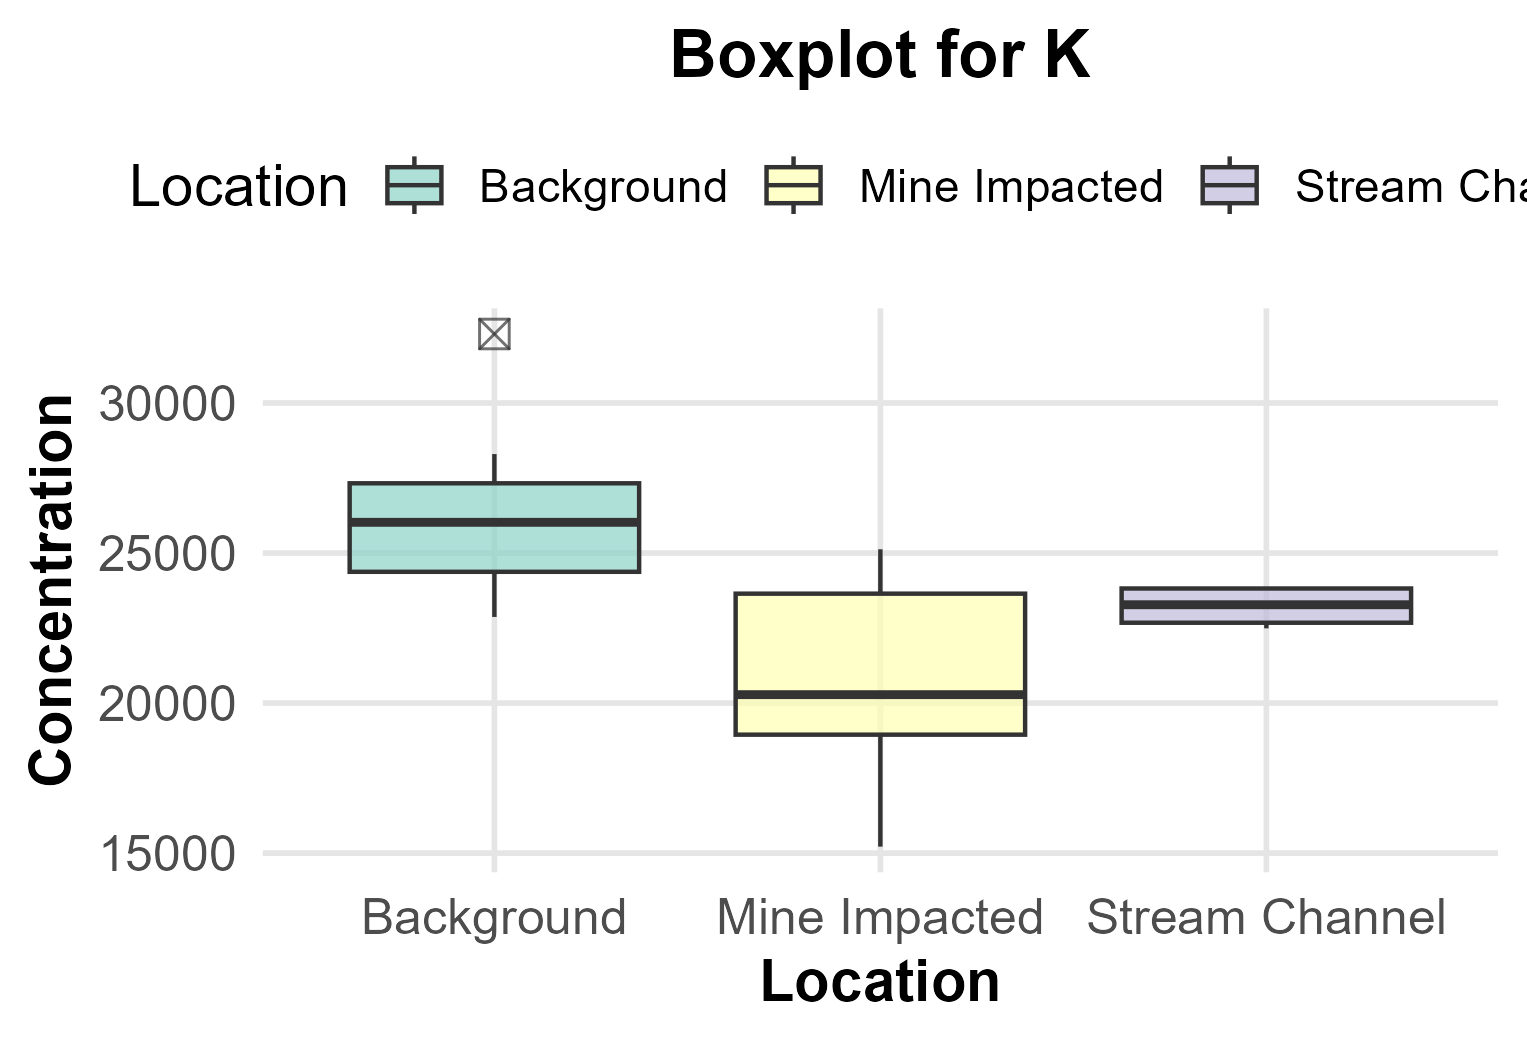 Boxplot for K
Location Background Mine Impacted Stream Cha
Concentration
30000
25000
20000
15000
Background Mine Impacted Stream Channel
Location